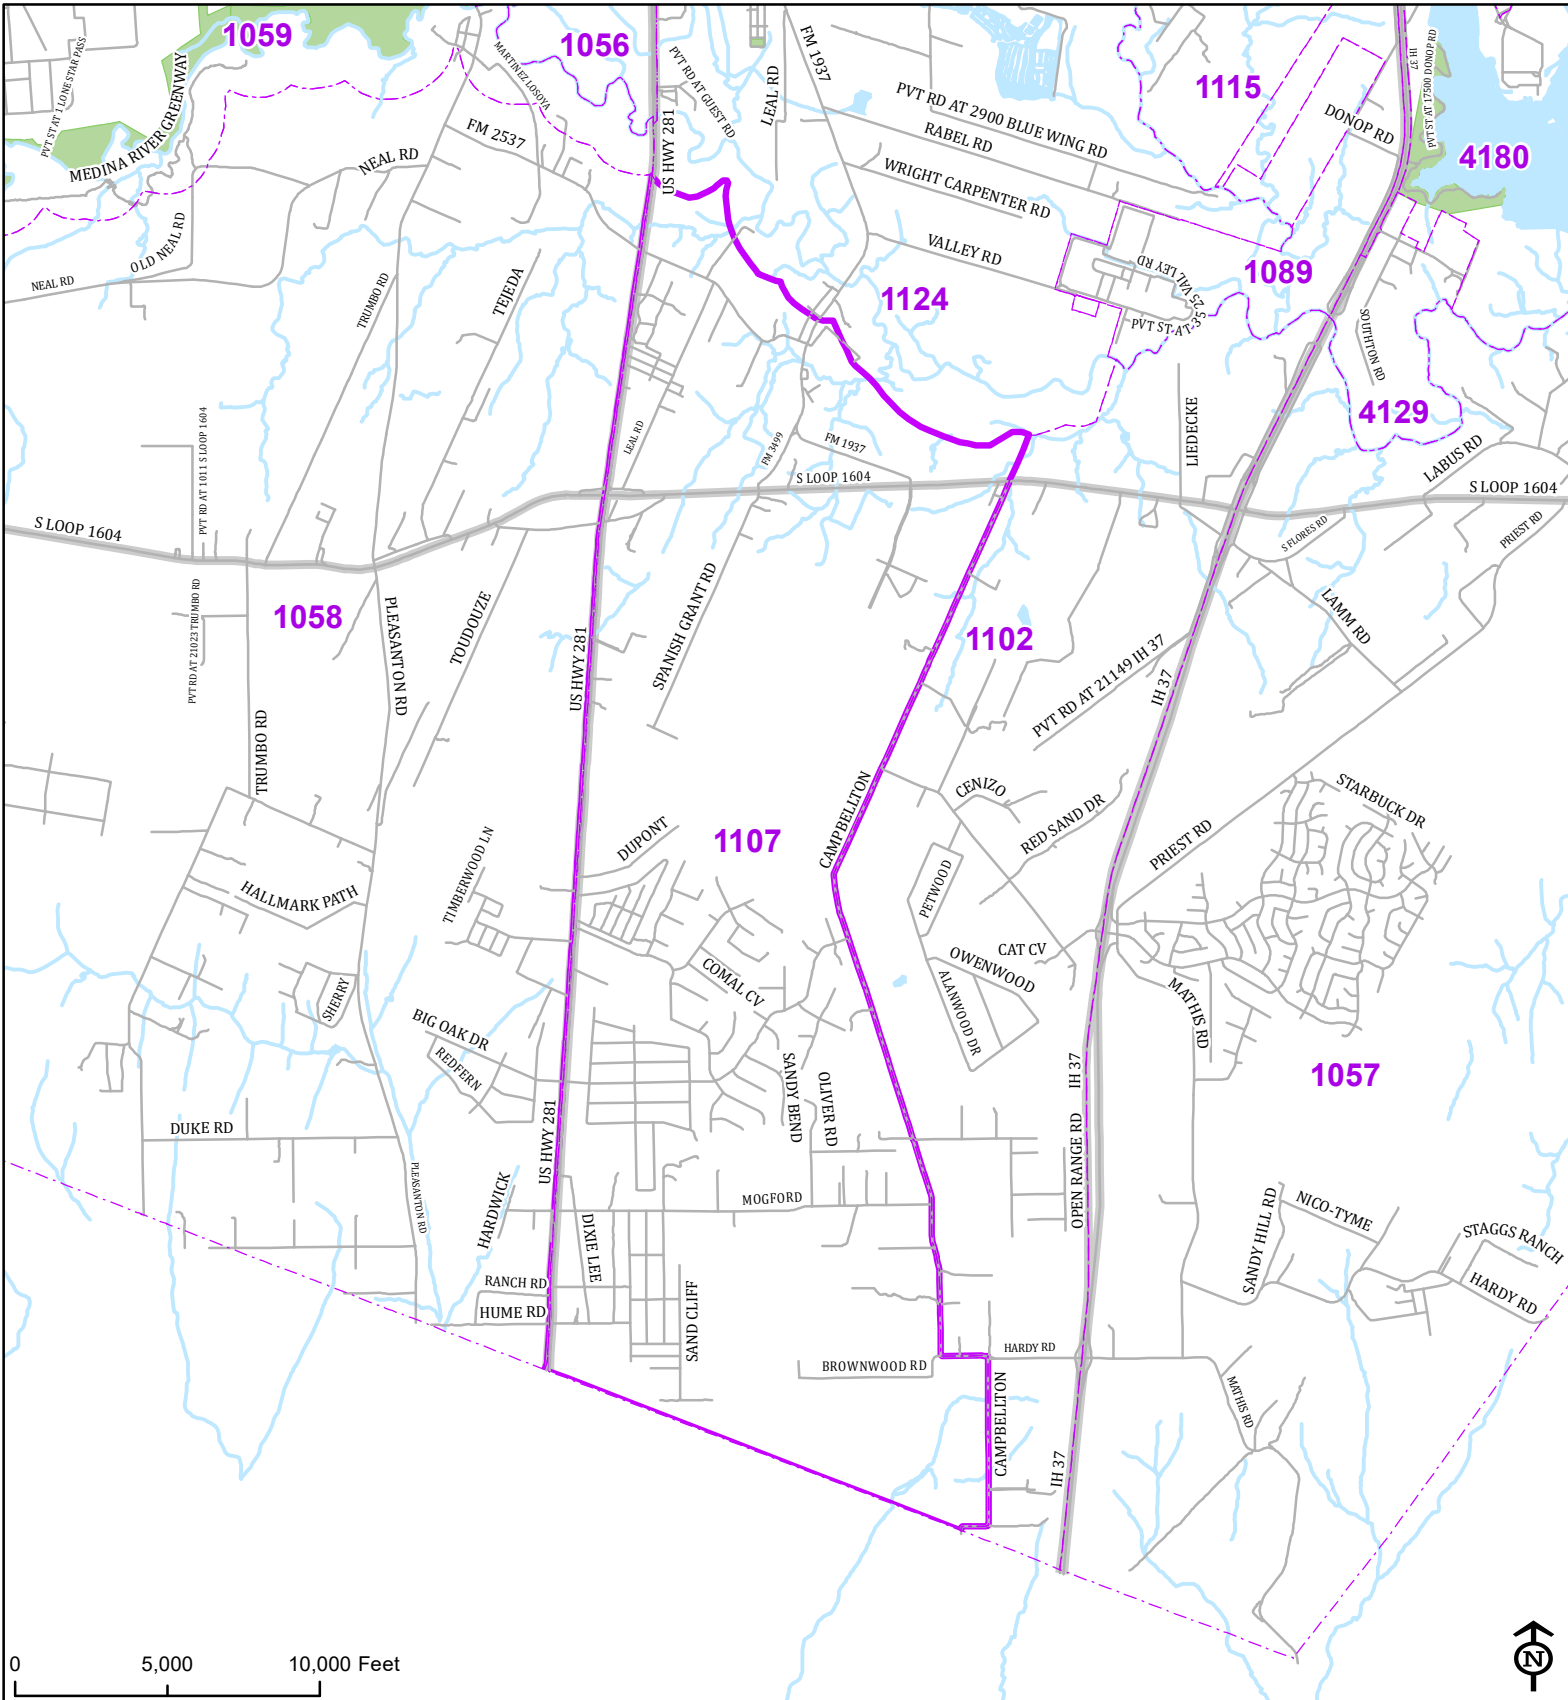 1059
1056
1115
4180
1124
1089
4129
1058
1102
1107
1057
PVT ST AT 1 LONE STAR PASS
MEDINA RIVER GREENWAY
MARTINEZ LOSOYA
PVT RD AT GUEST RD
LEAL RD
FM 1937
PVT RD AT 2900 BLUE WING RD
RABEL RD
WRIGHT CARPENTER RD
VALLEY RD
PVT ST AT 3525 VALLEY RD
DONOP RD
IH 37
PVT ST AT 17500 DONOP RD
FM 2537
NEAL RD
US HWY 281
OLD NEAL RD
NEAL RD
TRUMBO RD
TEJEDA
SOUTHTON RD
LIEDECKE
LABUS RD
PVT RD AT 1011 S LOOP 1604
LEAL RD
FM 3499
FM 1937
S LOOP 1604
S LOOP 1604
S LOOP 1604
S FLORES RD
PRIEST RD
PVT RD AT 21023 TRUMBO RD
PLEASANTON RD
TOUDOUZE
US HWY 281
SPANISH GRANT RD
LAMM RD
PVT RD AT 21149 IH 37
IH 37
TRUMBO RD
CAMPBELLTON
CENIZO
RED SAND DR
PRIEST RD
STARBUCK DR
DUPONT
TIMBERWOOD LN
HALLMARK PATH
PETWOOD
CAT CV
OWENWOOD
ALANWOOD DR
COMAL CV
SHERRY
MATHIS RD
BIG OAK DR
REDFERN
SANDY BEND
OLIVER RD
IH 37
OPEN RANGE RD
DUKE RD
US HWY 281
PLEASANTON RD
HARDWICK
MOGFORD
DIXIE LEE
SANDY HILL RD
NICO-TYME
STAGGS RANCH
HARDY RD
RANCH RD
HUME RD
SAND CLIFF
HARDY RD
BROWNWOOD RD
CAMPBELLTON
MATHIS RD
IH 37
0 5,000 10,000 Feet
N